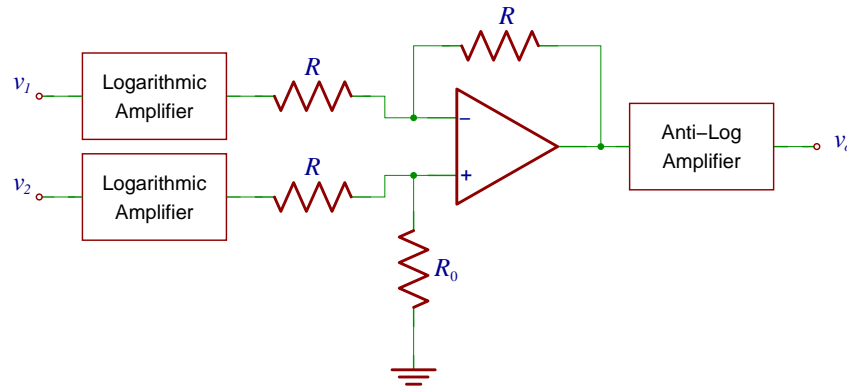 R
v1
Logarithmic
Amplifier
R
−
Anti−Log
Amplifier
v2
Logarithmic
Amplifier
R
+
R0